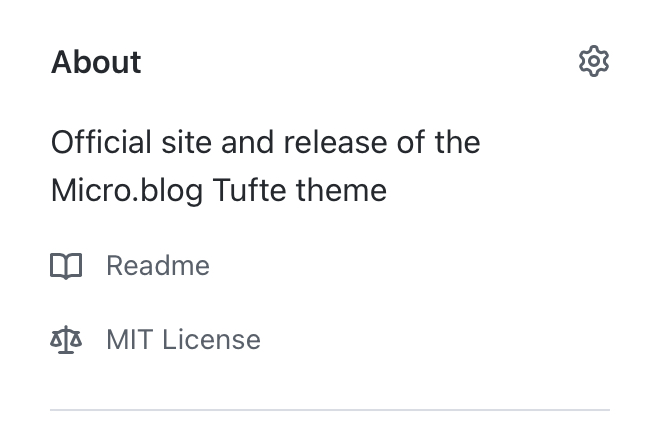 About
Official site and release of the
Micro.blog Tufte theme
Readme
MIT License